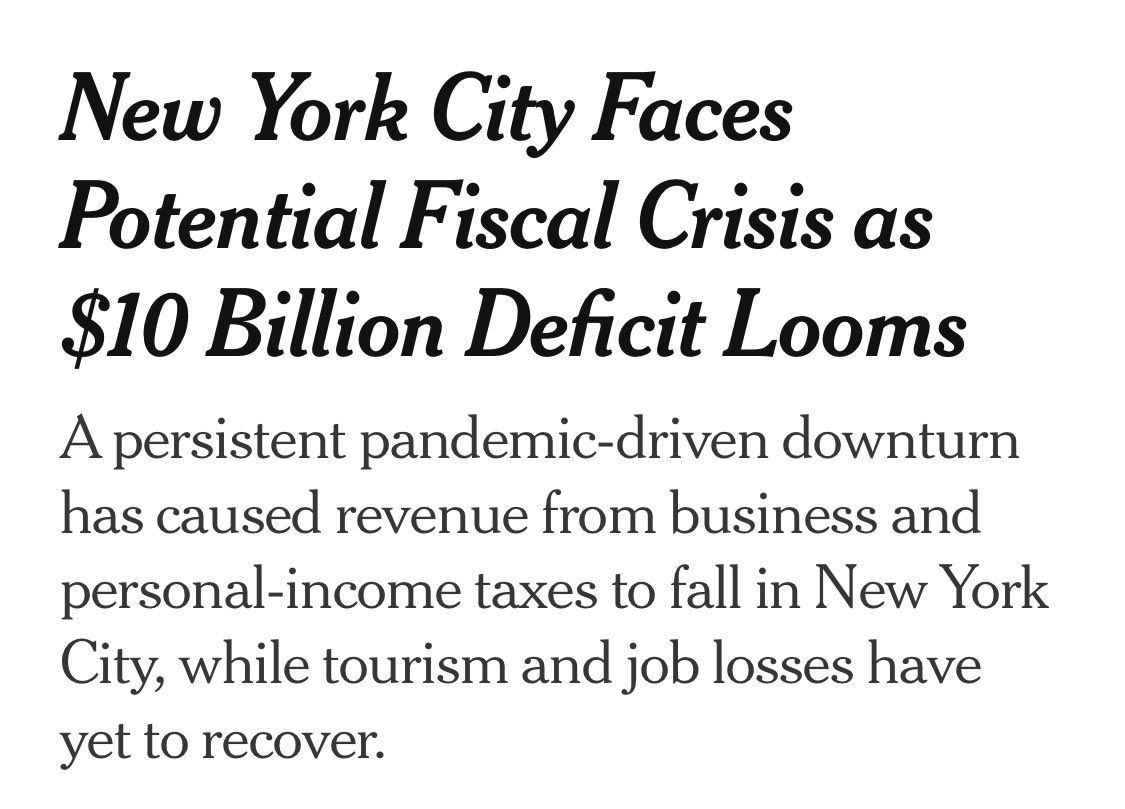 New York City Faces
Potential Fiscal Crisis as
$10 Billion Deficit Looms
A persistent pandemic-driven downturn
has caused revenue from business and
personal-income taxes to fall in New York
City, while tourism and job losses have
yet to recover.